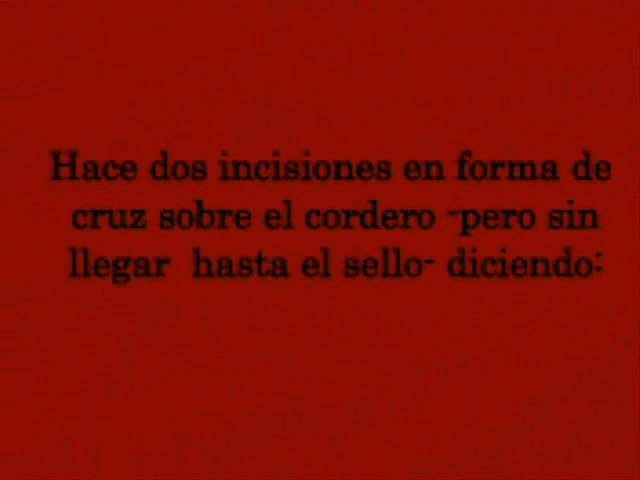 Hace dos incisiones en forma de
cruz sobre el cordero -pero sin
llegar hasta el sello- diciendo: